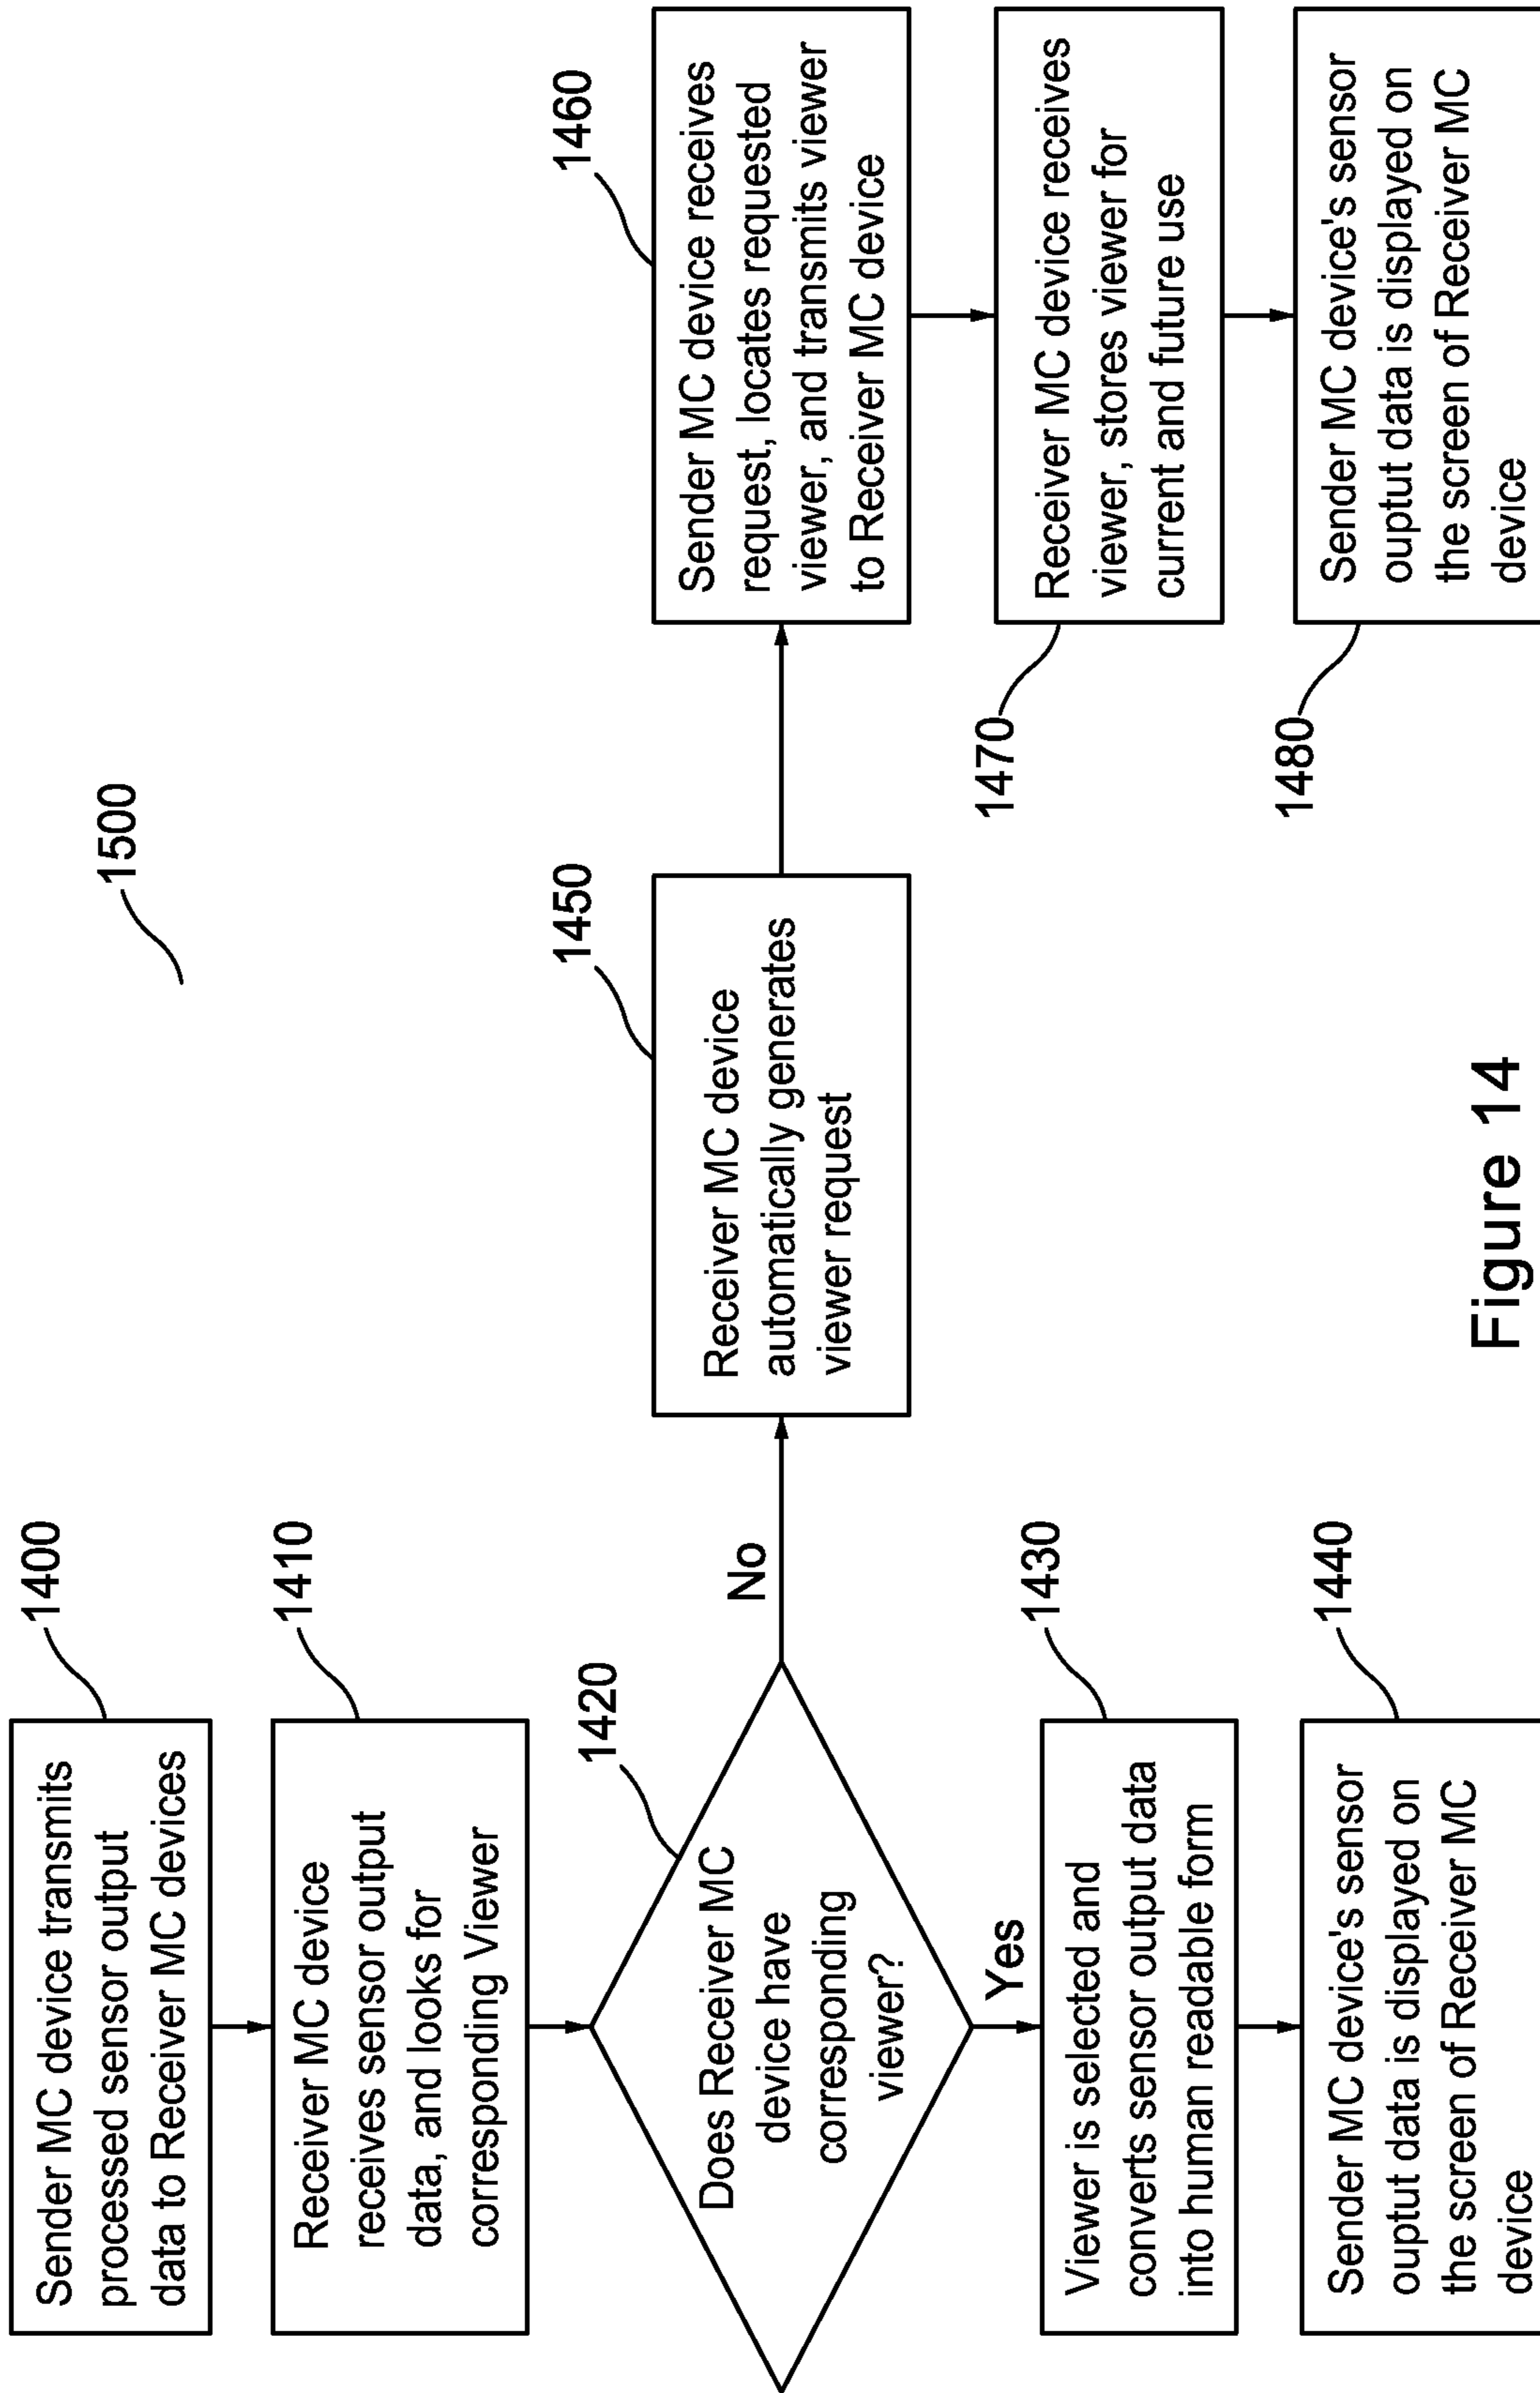 1500
1400
Sender MC device transmits
processed sensor output
data to Receiver MC devices
1410
Receiver MC device
receives sensor output
data, and looks for
corresponding Viewer
1420
Does Receiver MC
device have
corresponding
viewer?
No
Yes
1430
Viewer is selected and
converts sensor output data
into human readable form
1440
Sender MC device's sensor
ouptut data is displayed on
the screen of Receiver MC
device
1450
Receiver MC device
automatically generates
viewer request
1460
Sender MC device receives
request, locates requested
viewer, and transmits viewer
to Receiver MC device
1470
Receiver MC device receives
viewer, stores viewer for
current and future use
1480
Sender MC device's sensor
ouptut data is displayed on
the screen of Receiver MC
device
Figure 14